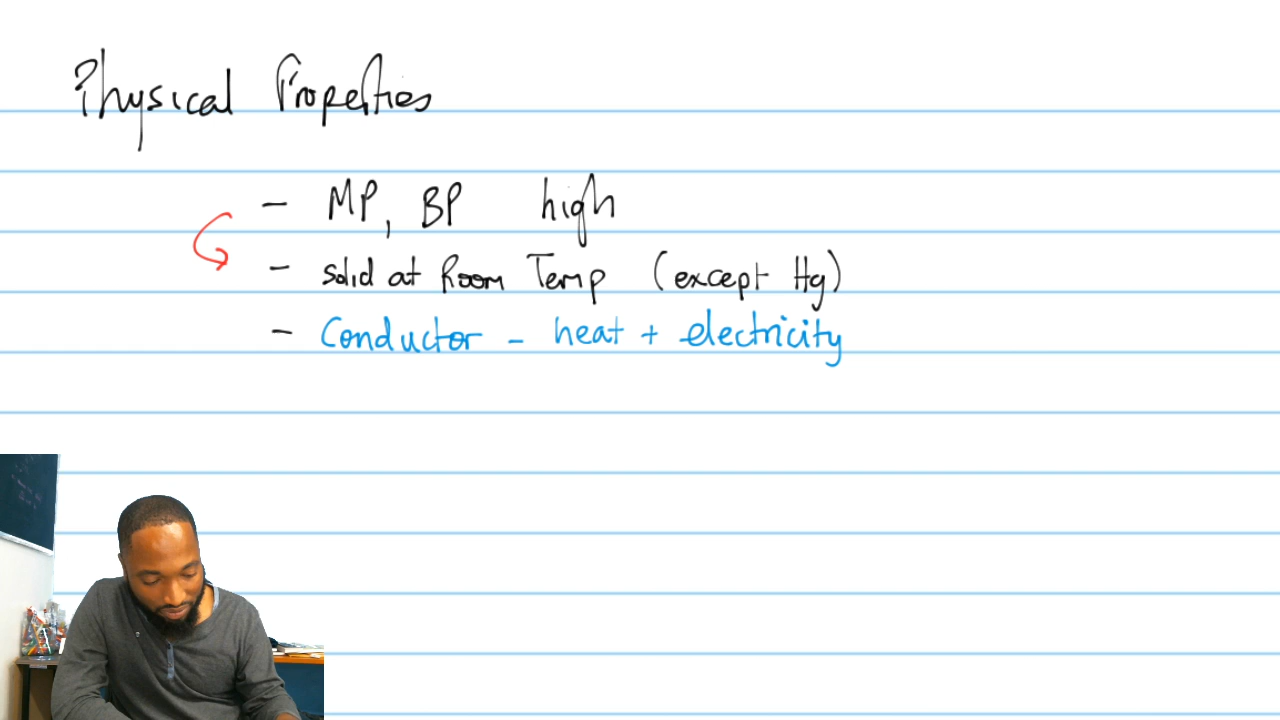 Physical Properties
- MP, BP high
- solid at Room Temp (except Hg)
- Conductor - heat + electricity